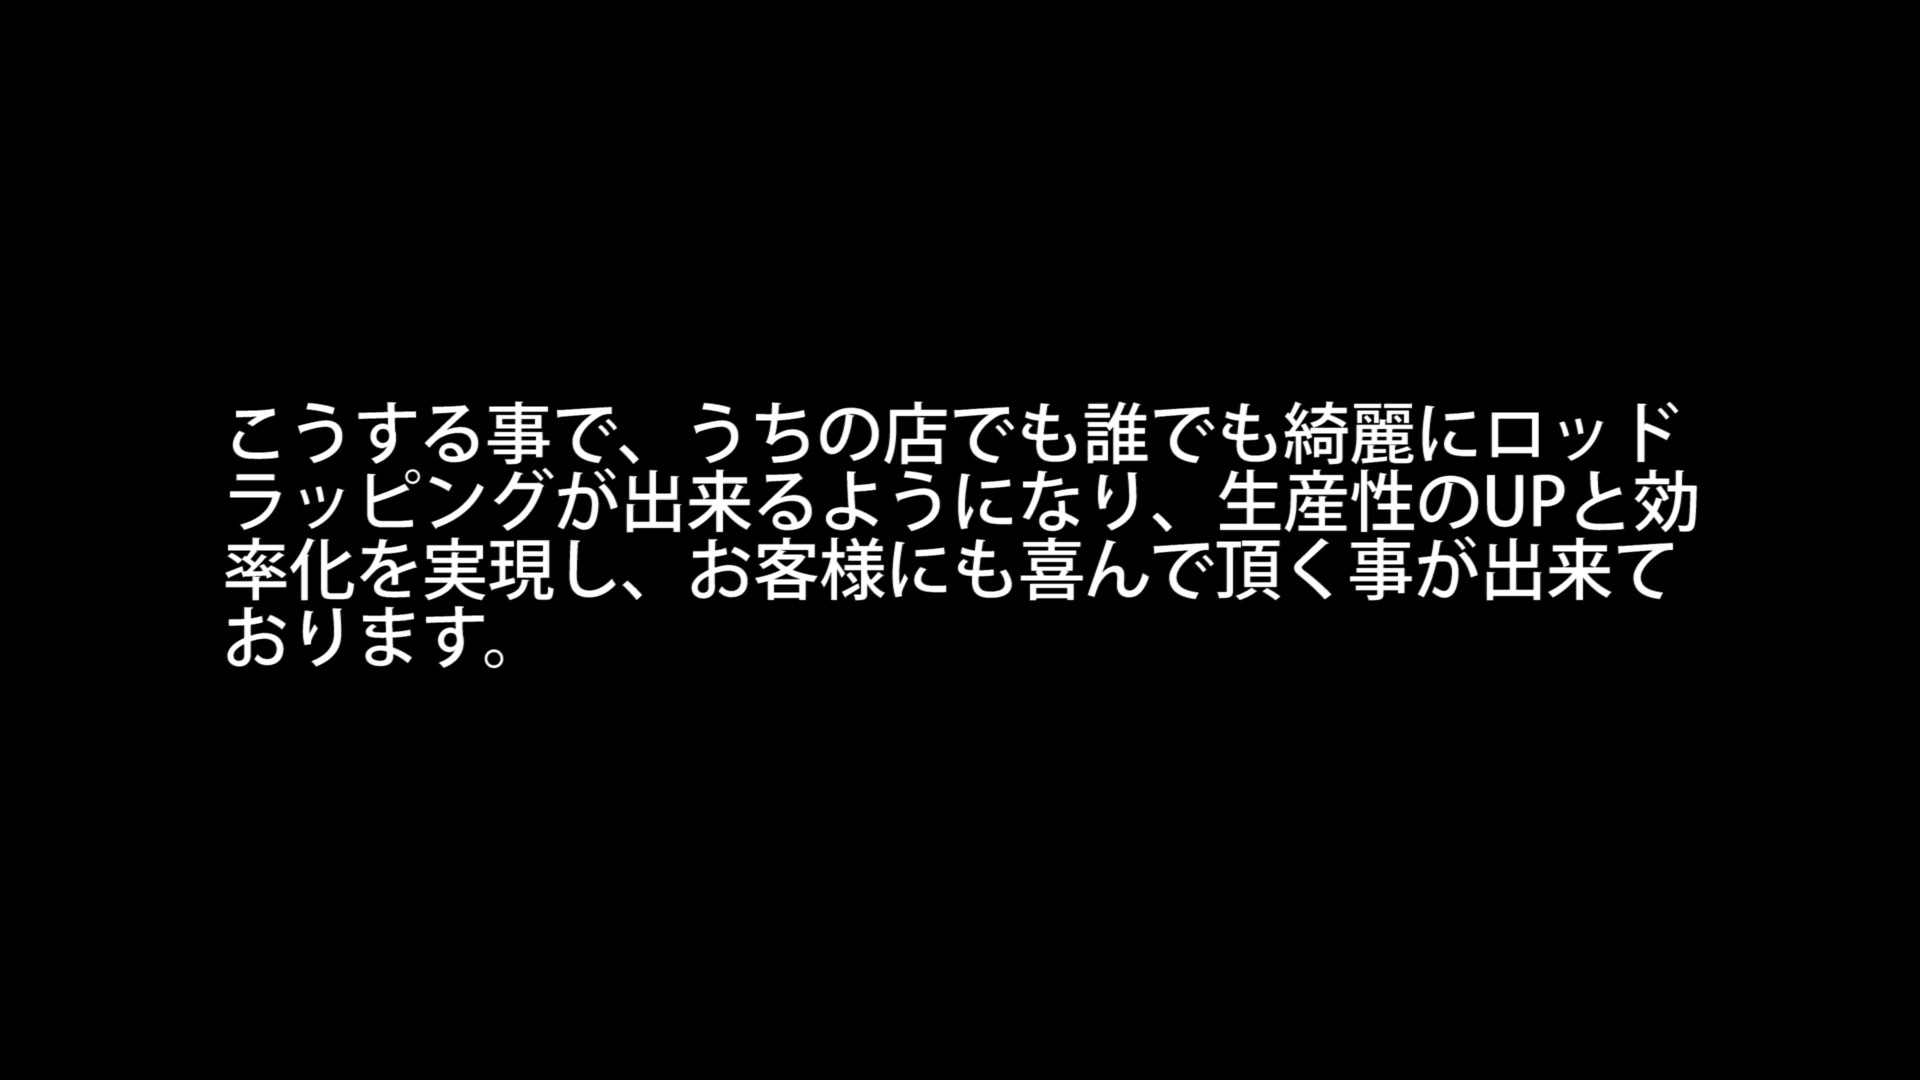 こうする事で、うちの店でも誰でも綺麗にロッド
ラッピングが出来るようになり、生産性のUPと効
率化を実現し、お客様にも喜んで頂く事が出来て
おります。